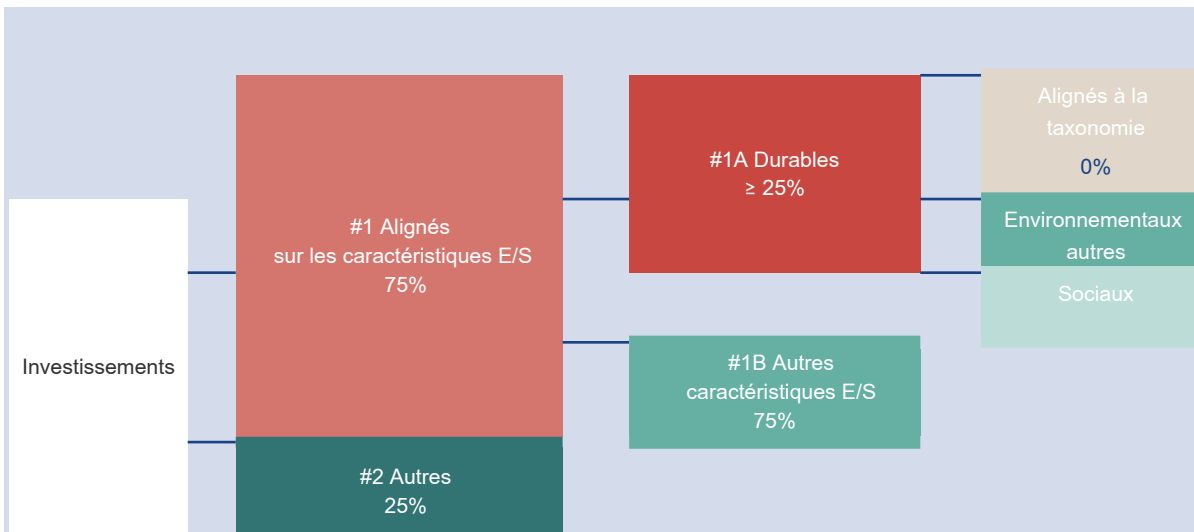 Investissements
#1 Alignés
sur les caractéristiques E/S
75%
#2 Autres
25%
#1A Durables
≥ 25%
#1B Autres
caractéristiques E/S
75%
Alignés à la
taxonomie
0%
Environnementaux
autres
Sociaux